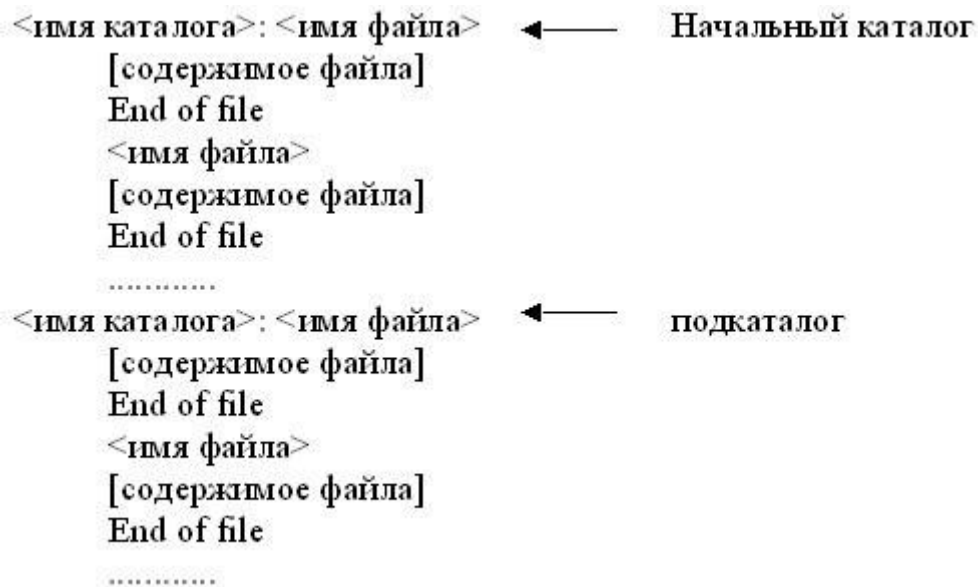 <имя каталога>: <имя файла> Начальный каталог
[содержимое файла]
End of file
<имя файла>
[содержимое файла]
End of file
............
<имя каталога>: <имя файла> подкаталог
[содержимое файла]
End of file
<имя файла>
[содержимое файла]
End of file
............